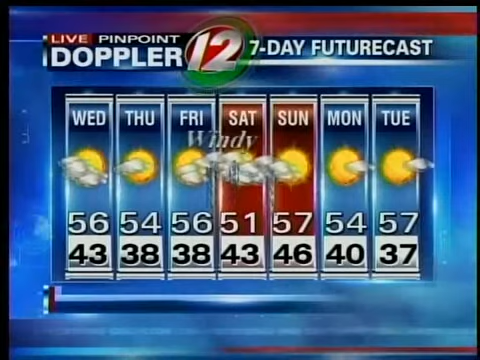 LIVE PINPOINT
DOPPLER 12 7-DAY FUTURECAST
WED THU FRI SAT SUN MON TUE
Windy
56 54 56 51 57 54 57
43 38 38 43 46 40 37